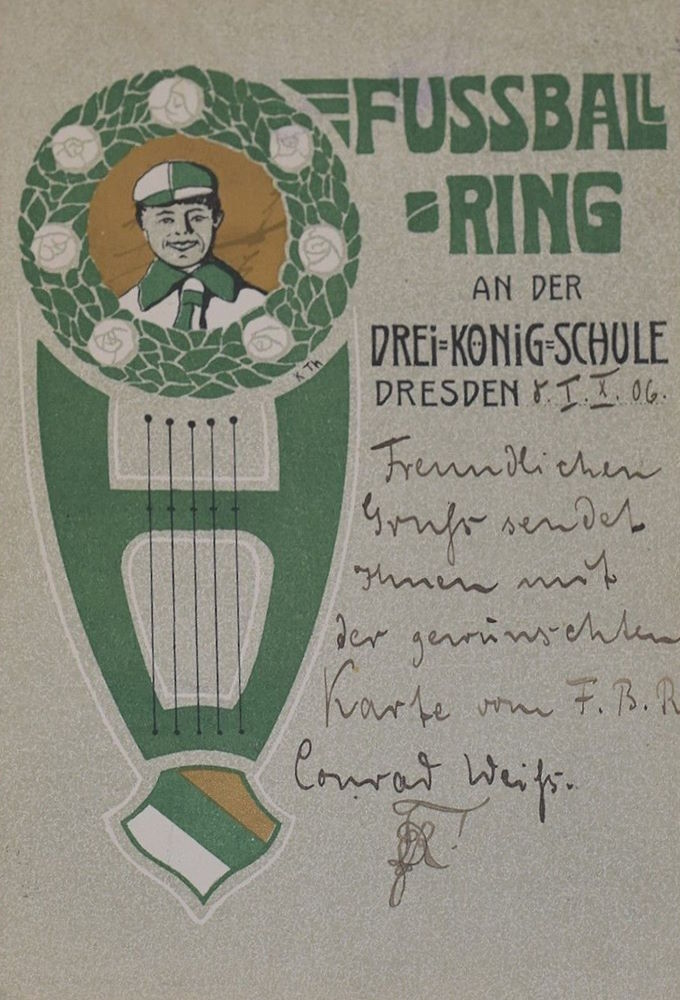 FUSSBALL
RING
AN DER
DREI=KÖNIG=SCHULE
DRESDEN d. I. X. 06.
Freundlichen
Gruß sendet
Ihnen mit
der gewünschten
Karte vom F. B. R
Conrad Weiß.
K Th